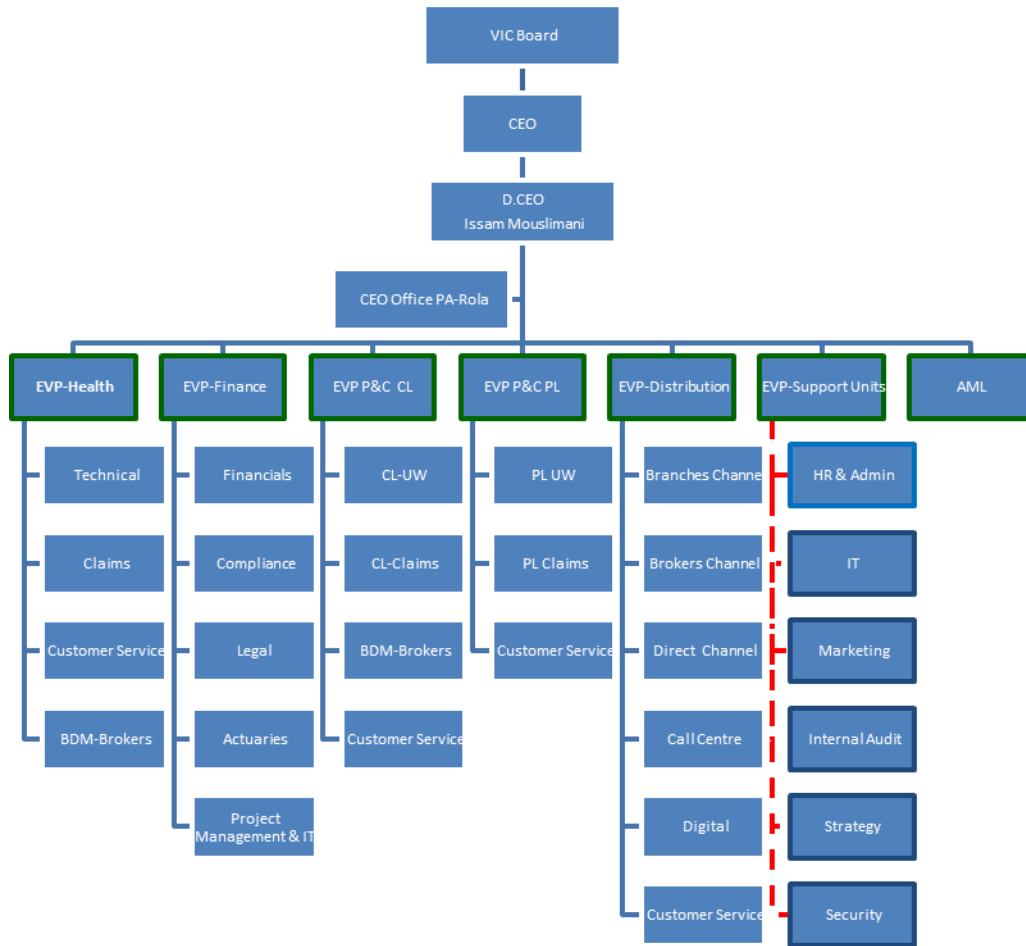 VIC Board
CEO
D.CEO
Issam Mouslimani
CEO Office PA-Rola
EVP-Health
EVP-Finance
EVP P&C CL
EVP P&C PL
EVP-Distribution
EVP-Support Units
AML
Technical
Financials
CL-UW
PL UW
Branches Channel
HR & Admin
Claims
Compliance
CL-Claims
PL Claims
Brokers Channel
IT
Customer Service
Legal
BDM-Brokers
Customer Service
Direct Channel
Marketing
BDM-Brokers
Actuaries
Customer Service
Call Centre
Internal Audit
Project
Management & IT
Digital
Strategy
Customer Service
Security